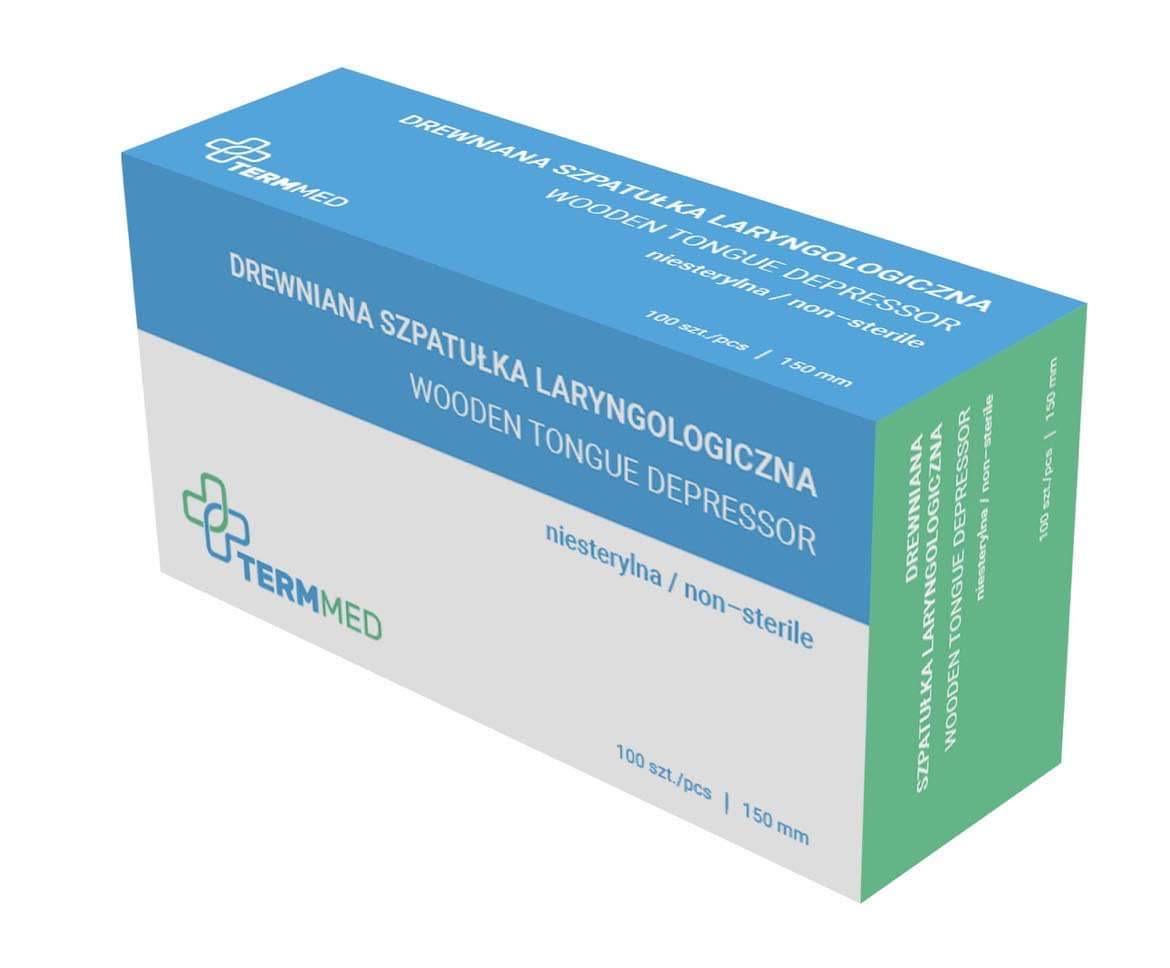 TERMMED
DREWNIANA SZPATUŁKA LARYNGOLOGICZNA
WOODEN TONGUE DEPRESSOR
niesterylna / non-sterile
100 szt./pcs | 150 mm
DREWNIANA SZPATUŁKA LARYNGOLOGICZNA
WOODEN TONGUE DEPRESSOR
niesterylna / non-sterile
TERMMED
100 szt./pcs | 150 mm
DREWNIANA
SZPATUŁKA LARYNGOLOGICZNA
WOODEN TONGUE DEPRESSOR
niesterylna / non-sterile
100 szt./pcs | 150 mm